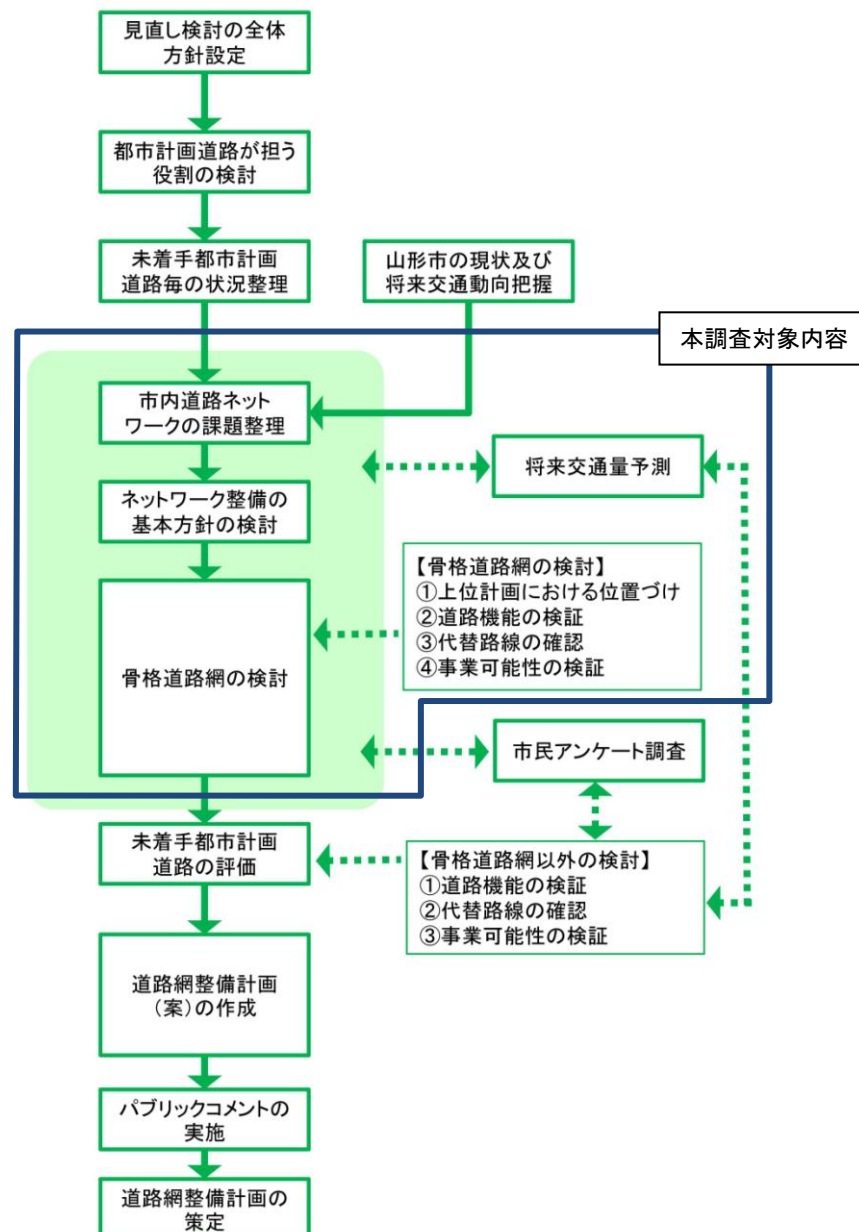 見直し検討の全体
方針設定
都市計画道路が担う
役割の検討
未着手都市計画
道路毎の状況整理
山形市の現状及び
将来交通動向把握
本調査対象内容
市内道路ネット
ワークの課題整理
将来交通量予測
ネットワーク整備の
基本方針の検討
【骨格道路網の検討】
①上位計画における位置づけ
②道路機能の検証
③代替路線の確認
④事業可能性の検証
骨格道路網の検討
市民アンケート調査
未着手都市計画
道路の評価
【骨格道路網以外の検討】
①道路機能の検証
②代替路線の確認
③事業可能性の検証
道路網整備計画
(案)の作成
パブリックコメントの
実施
道路網整備計画の
策定